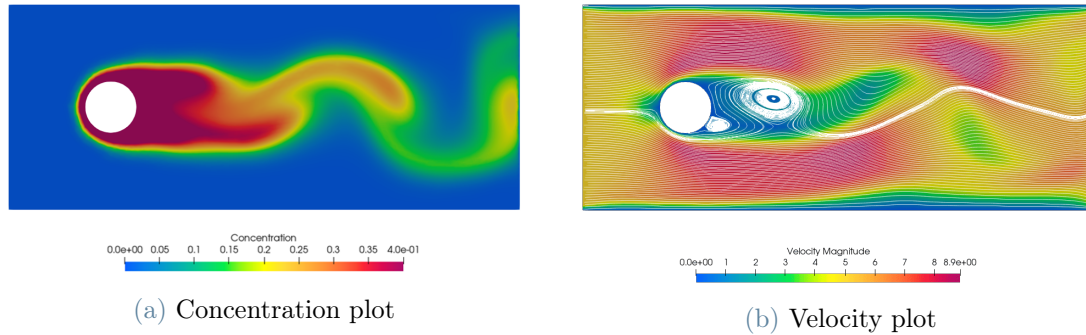 Concentration
0.0e+00 0.05 0.1 0.15 0.2 0.25 0.3 0.35 4.0e-01
(a) Concentration plot
Velocity Magnitude
0.0e+00 1 2 3 4 5 6 7 8.9e+00
(b) Velocity plot